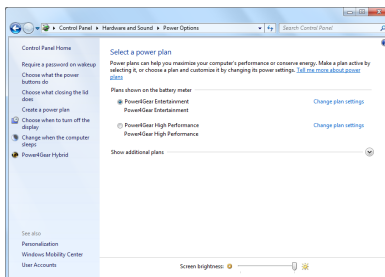 Control Panel ▸ Hardware and Sound ▸ Power Options
Search Control Panel
Control Panel Home
Require a password on wakeup
Choose what the power
buttons do
Choose what closing the lid
does
Create a power plan
Choose when to turn off the
display
Change when the computer
sleeps
Power4Gear Hybrid
See also
Personalization
Windows Mobility Center
User Accounts
Select a power plan
Power plans can help you maximize your computer's performance or conserve energy. Make a plan active by
selecting it, or choose a plan and customize it by changing its power settings. Tell me more about power
plans
Plans shown on the battery meter
Power4Gear Entertainment Change plan settings
Power4Gear Entertainment
Power4Gear High Performance Change plan settings
Power4Gear High Performance
Show additional plans
Screen brightness: